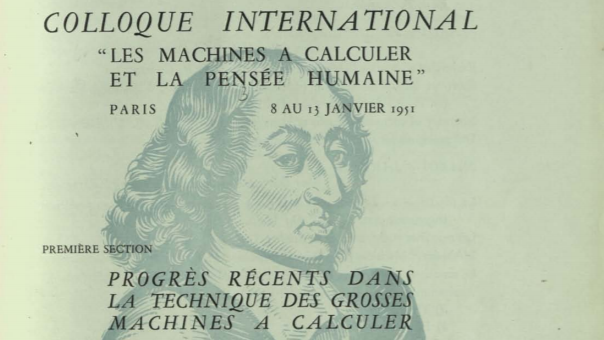 COLLOQUE INTERNATIONAL
“LES MACHINES A CALCULER
ET LA PENSÉE HUMAINE”
PARIS 8 AU 13 JANVIER 1951
PREMIÈRE SECTION
PROGRÈS RÉCENTS DANS
LA TECHNIQUE DES GROSSES
MACHINES A CALCULER